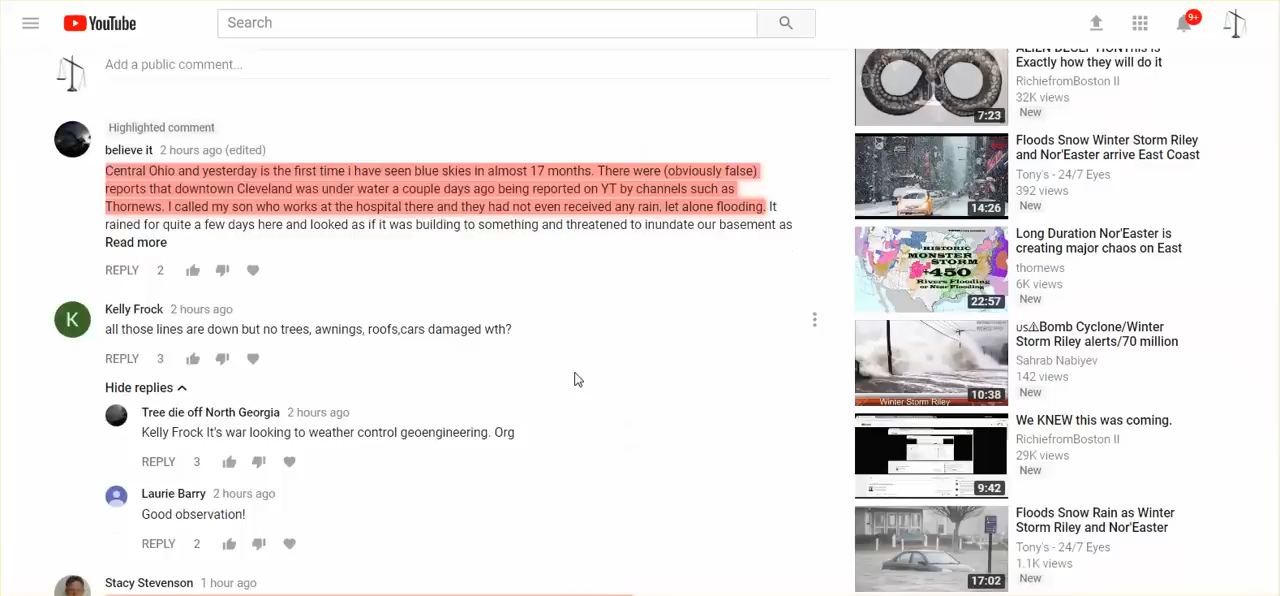 YouTube
Search
9+
Add a public comment...
Highlighted comment
believe it 2 hours ago (edited)
Central Ohio and yesterday is the first time i have seen blue skies in almost 17 months. There were (obviously false)
reports that downtown Cleveland was under water a couple days ago being reported on YT by channels such as
Thornews. I called my son who works at the hospital there and they had not even received any rain, let alone flooding. It
rained for quite a few days here and looked as if it was building to something and threatened to inundate our basement as
Read more
REPLY 2
K
Kelly Frock 2 hours ago
all those lines are down but no trees, awnings, roofs,cars damaged wth?
REPLY 3
Hide replies
Tree die off North Georgia 2 hours ago
Kelly Frock It's war looking to weather control geoengineering. Org
REPLY 3
Laurie Barry 2 hours ago
Good observation!
REPLY 2
Stacy Stevenson 1 hour ago
7:23
Exactly how they will do it
RichiefromBoston II
32K views
New
14:26
Floods Snow Winter Storm Riley
and Nor'Easter arrive East Coast
Tony's - 24/7 Eyes
392 views
New
HISTORIC
MONSTER
STORM
+450
Rivers Flooding
or Near Flooding
22:57
Long Duration Nor'Easter is
creating major chaos on East
thornews
6K views
New
Winter Storm Riley
10:38
us⚠Bomb Cyclone/Winter
Storm Riley alerts/70 million
Sahrab Nabiyev
142 views
New
9:42
We KNEW this was coming.
RichiefromBoston II
29K views
New
17:02
Floods Snow Rain as Winter
Storm Riley and Nor'Easter
Tony's - 24/7 Eyes
1.1K views
New